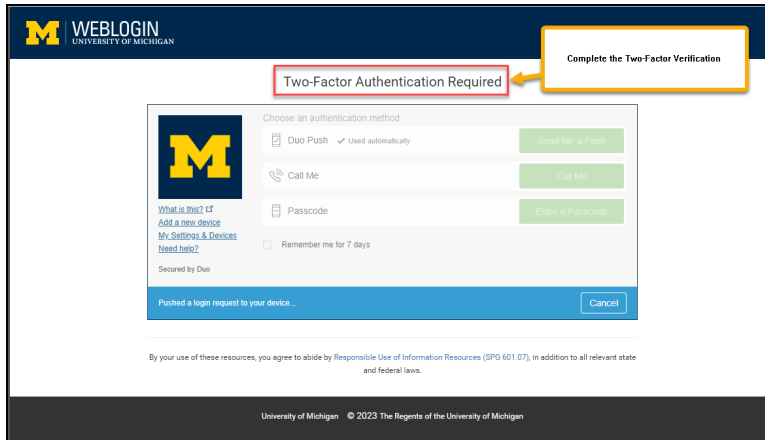 M WEBLOGIN
UNIVERSITY OF MICHIGAN
Complete the Two-Factor Verification
Two-Factor Authentication Required
Choose an authentication method
Duo Push ✓ Used automatically
Send Me a Push
Call Me
Call Me
Passcode
Enter a Passcode
Remember me for 7 days
M
What is this?
Add a new device
My Settings & Devices
Need help?
Secured by Duo
Pushed a login request to your device...
Cancel
By your use of these resources, you agree to abide by Responsible Use of Information Resources (SPG 601.07), in addition to all relevant state
and federal laws.
University of Michigan © 2023 The Regents of the University of Michigan